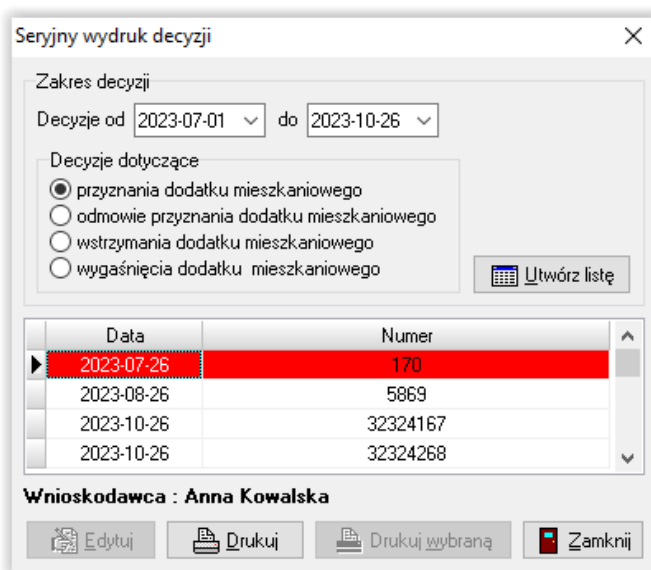 Seryjny wydruk decyzji
Zakres decyzji
Decyzje od 2023-07-01 do 2023-10-26
Decyzje dotyczące
przyznania dodatku mieszkaniowego
odmowie przyznania dodatku mieszkaniowego
wstrzymania dodatku mieszkaniowego
wygaśnięcia dodatku mieszkaniowego
Utwórz listę
Data Numer
2023-07-26 170
2023-08-26 5869
2023-10-26 32324167
2023-10-26 32324268
Wnioskodawca : Anna Kowalska
Edytuj Drukuj Drukuj wybraną Zamknij